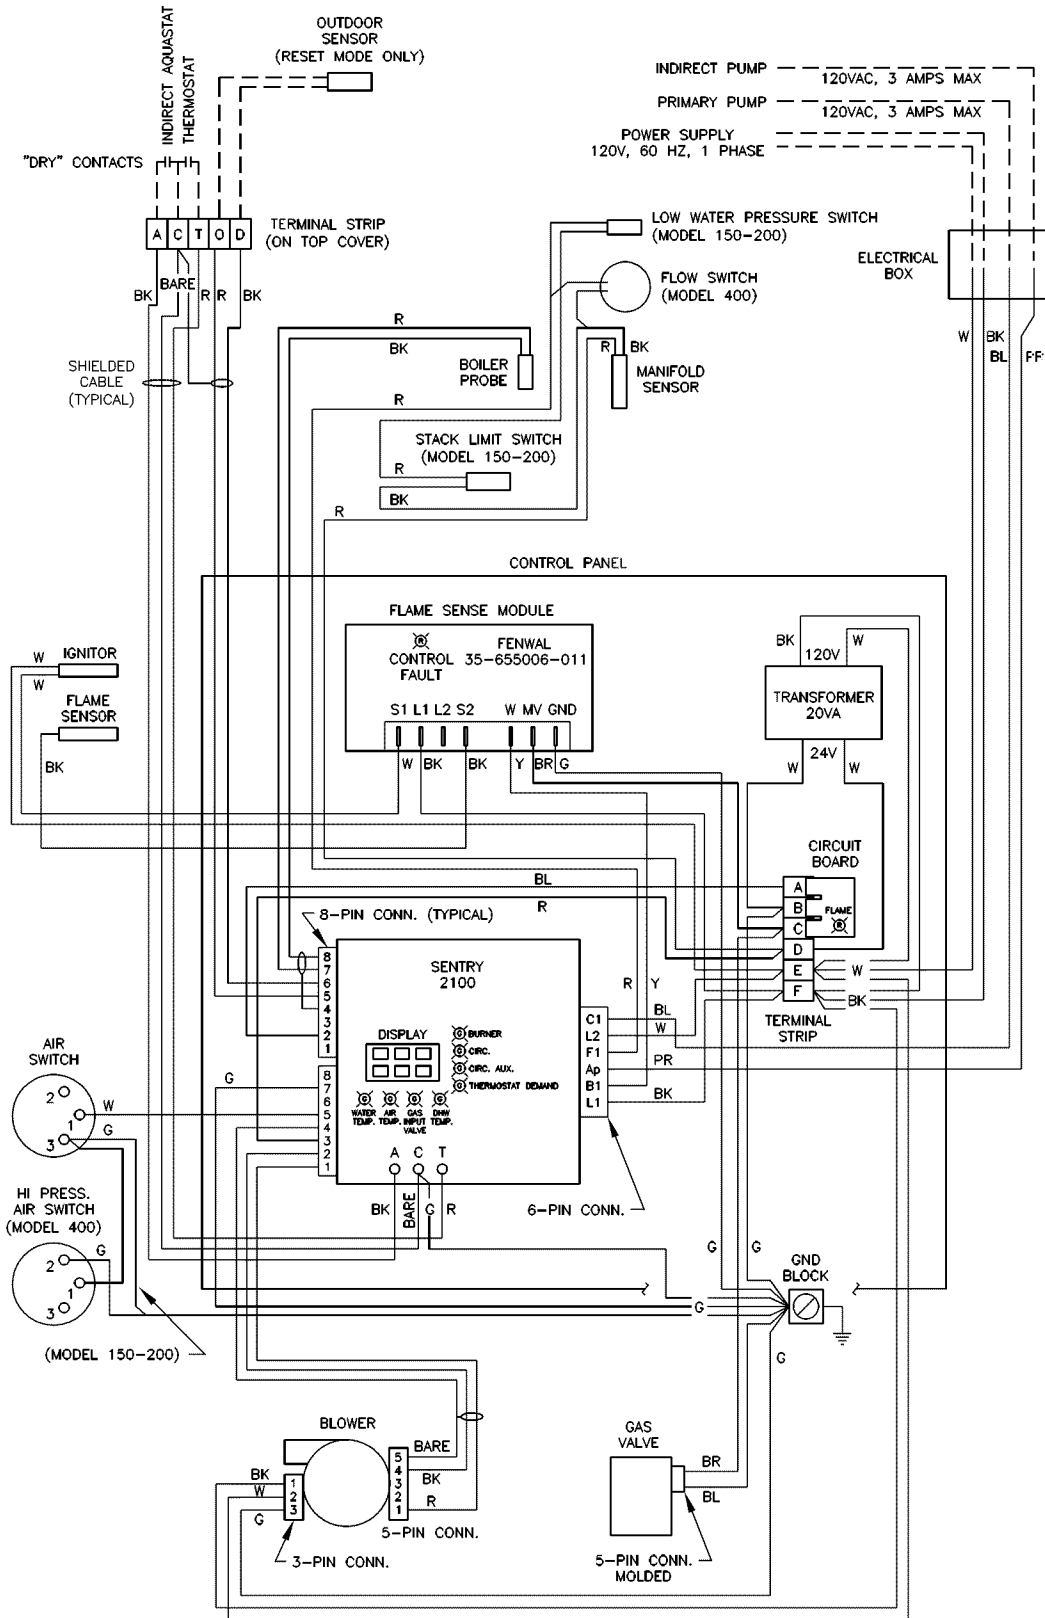 OUTDOOR
SENSOR
(RESET MODE ONLY)
INDIRECT AQUASTAT
THERMOSTAT
"DRY" CONTACTS
A C T O D
TERMINAL STRIP
(ON TOP COVER)
BK BARE R R BK
SHIELDED
CABLE
(TYPICAL)
INDIRECT PUMP
120VAC, 3 AMPS MAX
PRIMARY PUMP
120VAC, 3 AMPS MAX
POWER SUPPLY
120V, 60 HZ, 1 PHASE
ELECTRICAL
BOX
W BK
BL
LOW WATER PRESSURE SWITCH
(MODEL 150-200)
FLOW SWITCH
(MODEL 400)
R
BK
BOILER
PROBE
R BK
MANIFOLD
SENSOR
R
STACK LIMIT SWITCH
(MODEL 150-200)
R
BK
R
CONTROL PANEL
FLAME SENSE MODULE
R
CONTROL
FAULT
FENWAL
35-655006-011
S1 L1 L2 S2 W MV GND
W BK BK Y BR G
W
IGNITOR
W
FLAME
SENSOR
BK
BK 120V W
TRANSFORMER
20VA
24V
W W
CIRCUIT
BOARD
A
B
C
D
E
F
FLAME
R
W
BK
TERMINAL
STRIP
BL
R
8-PIN CONN. (TYPICAL)
8
7
6
5
4
3
2
1
8
7
6
5
4
3
2
1
SENTRY
2100
DISPLAY
G BURNER
G CIRC.
G CIRC. AUX.
G THERMOSTAT DEMAND
G G G G
WATER
TEMP.
AIR
TEMP.
GAS
INPUT
VALVE
DHW
TEMP.
A C T
BK BARE G R
C1
L2
F1
Ap
B1
L1
R Y
BL
W
PR
BK
6-PIN CONN.
AIR
SWITCH
2
1
3
W
G
G
HI PRESS.
AIR SWITCH
(MODEL 400)
2
1
3
G
(MODEL 150-200)
G G
GND
BLOCK
G
G
BLOWER
BK
W
G
1
2
3
3-PIN CONN.
5
4
3
2
1
BARE
BK
R
5-PIN CONN.
GAS
VALVE
BR
BL
5-PIN CONN.
MOLDED